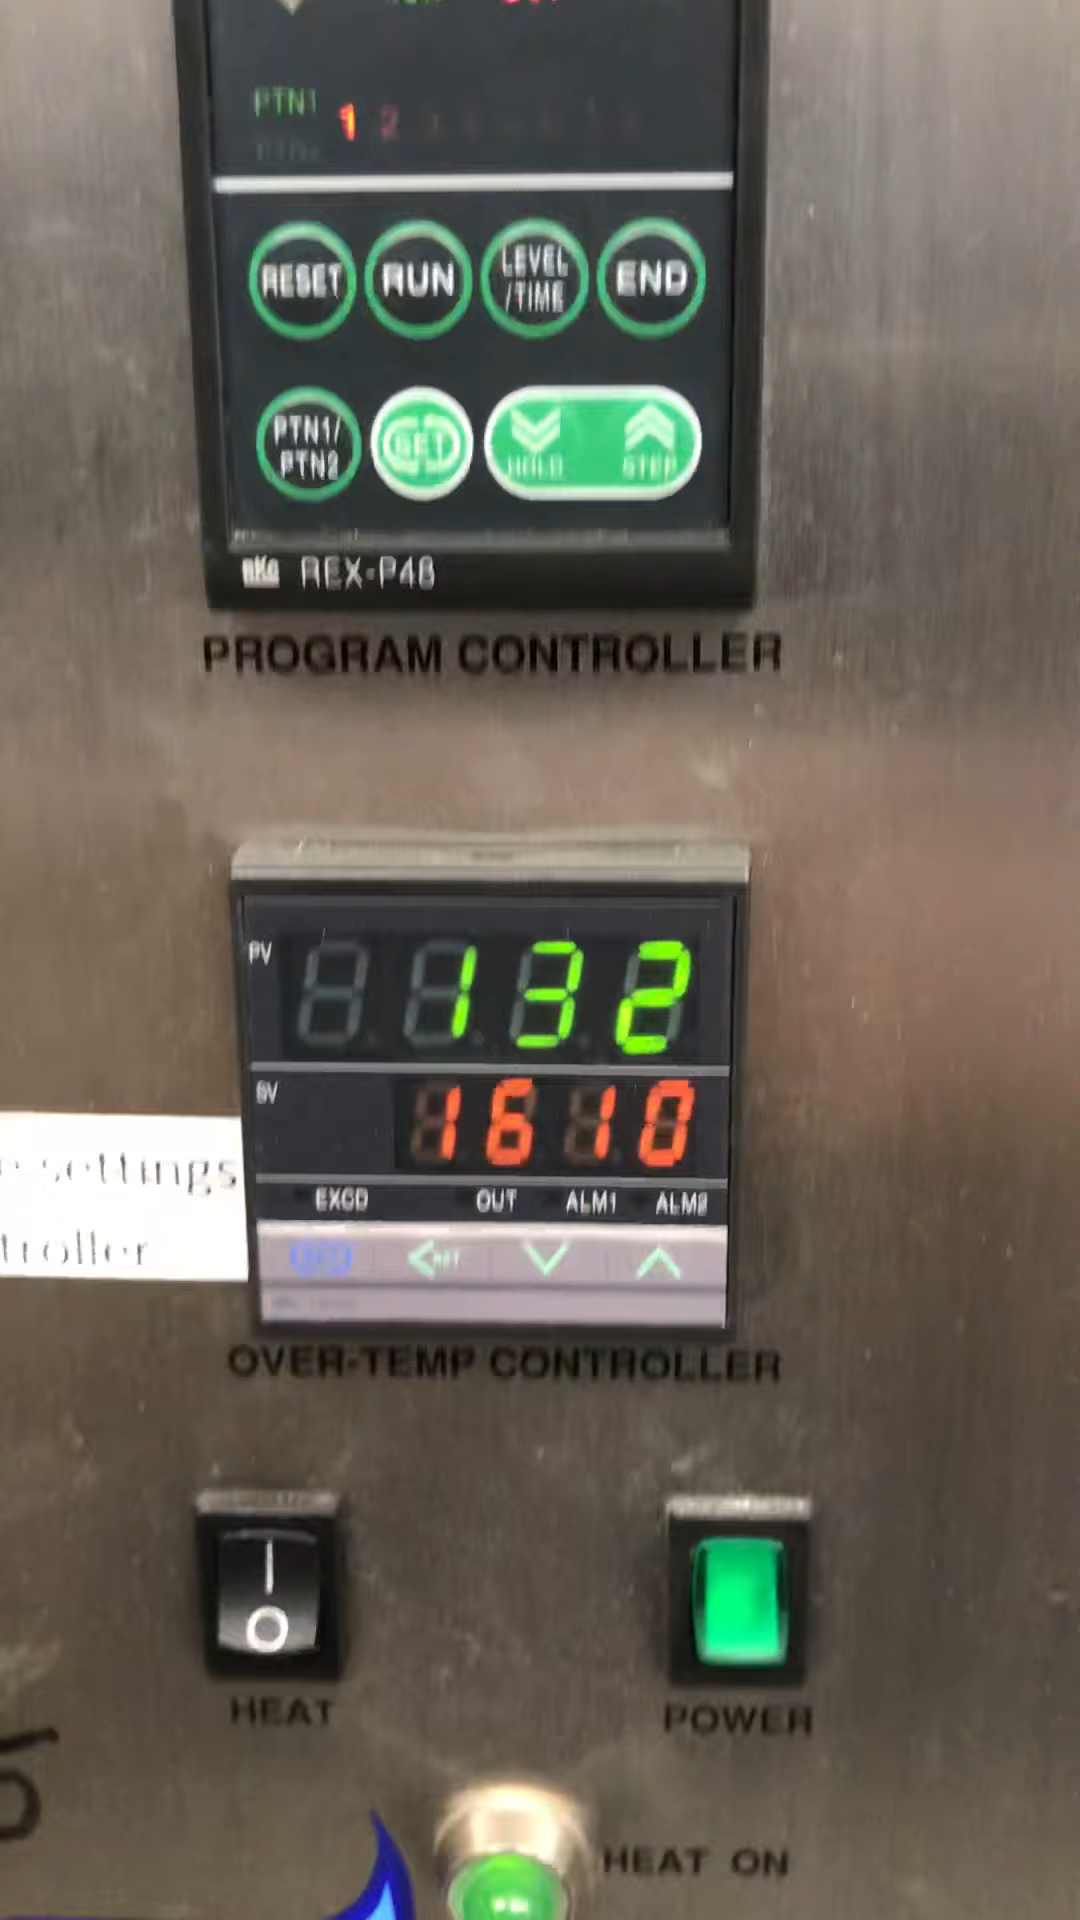 PTN1
1 2
RESET RUN LEVEL /TIME END
PTN1/ PTN2 SET HOLD STEP
RKC REX-P48
PROGRAM CONTROLLER
PV 132
SV 1610
EXCD OUT ALM1 ALM2
settings
troller
OVER-TEMP CONTROLLER
HEAT POWER
HEAT ON